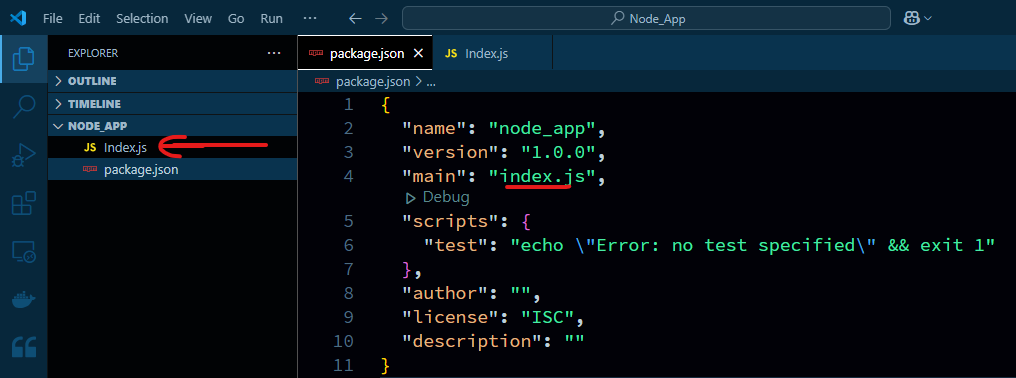 File Edit Selection View Go Run ···
Node_App
EXPLORER ···
OUTLINE
TIMELINE
NODE_APP
JS Index.js
package.json
package.json
JS Index.js
package.json > ...
1 {
2 "name": "node_app",
3 "version": "1.0.0",
4 "main": "index.js",
Debug
5 "scripts": {
6 "test": "echo \"Error: no test specified\" && exit 1"
7 },
8 "author": "",
9 "license": "ISC",
10 "description": ""
11 }